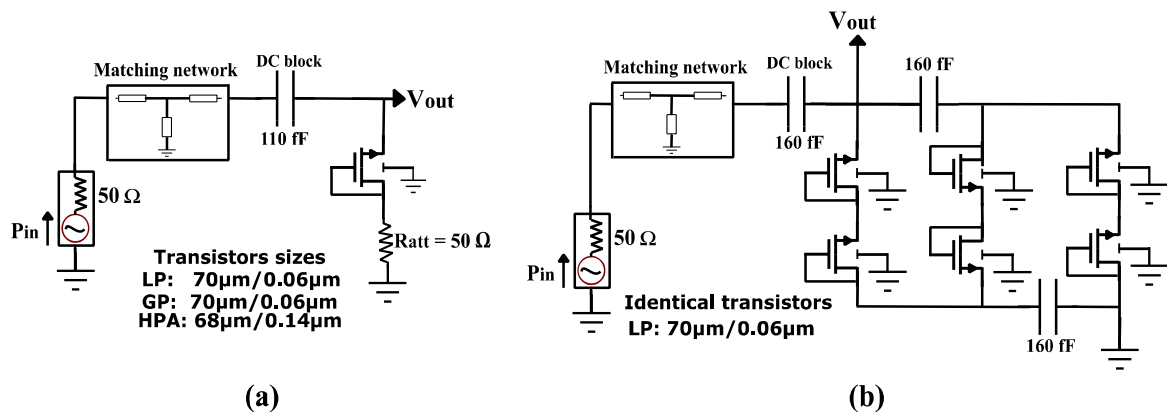 Matching network
DC block
110 fF
Vout
50 Ω
Pin
Ratt = 50 Ω
Transistors sizes
LP: 70µm/0.06µm
GP: 70µm/0.06µm
HPA: 68µm/0.14µm
(a)
Vout
Matching network
DC block
160 fF
160 fF
50 Ω
Pin
Identical transistors
LP: 70µm/0.06µm
160 fF
(b)